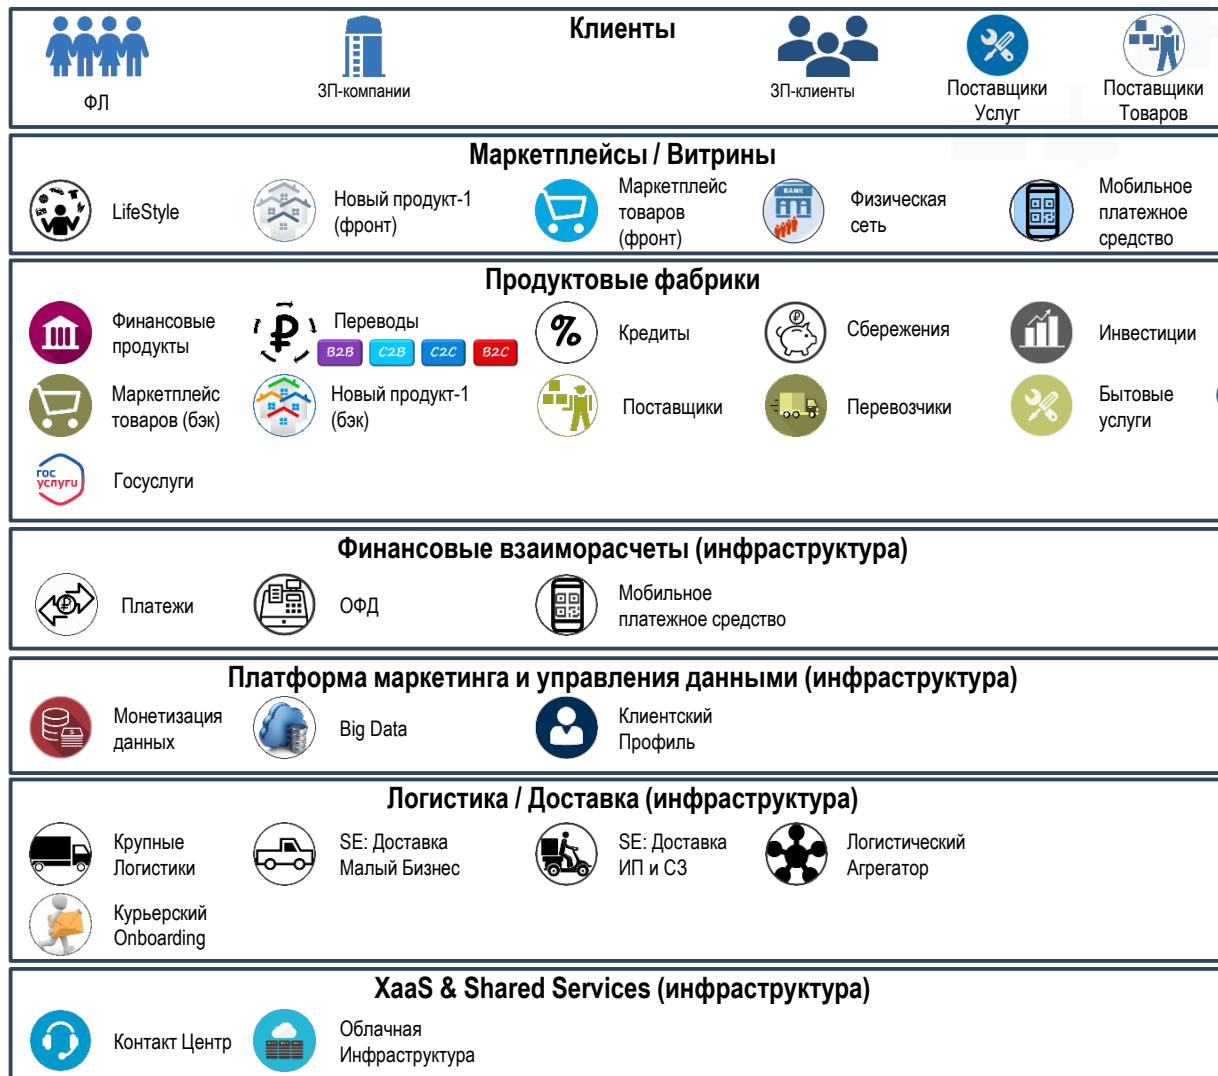 Клиенты
ФЛ
ЗП-компании
ЗП-клиенты
Поставщики
Услуг
Поставщики
Товаров
Маркетплейсы / Витрины
LifeStyle
Новый продукт-1
(фронт)
Маркетплейс
товаров
(фронт)
BANK
Физическая
сеть
Мобильное
платежное
средство
Продуктовые фабрики
Финансовые
продукты
Переводы
B2B
C2B
C2C
B2C
%
Кредиты
Сбережения
Инвестиции
Маркетплейс
товаров (бэк)
Новый продукт-1
(бэк)
Поставщики
Перевозчики
Бытовые
услуги
гос
услуги
Госуслуги
Финансовые взаиморасчеты (инфраструктура)
Платежи
ОФД
Мобильное
платежное средство
Платформа маркетинга и управления данными (инфраструктура)
Монетизация
данных
Big Data
Клиентский
Профиль
Логистика / Доставка (инфраструктура)
Крупные
Логистики
SE: Доставка
Малый Бизнес
SE: Доставка
ИП и СЗ
Логистический
Агрегатор
Курьерский
Onboarding
XaaS & Shared Services (инфраструктура)
Контакт Центр
Облачная
Инфраструктура